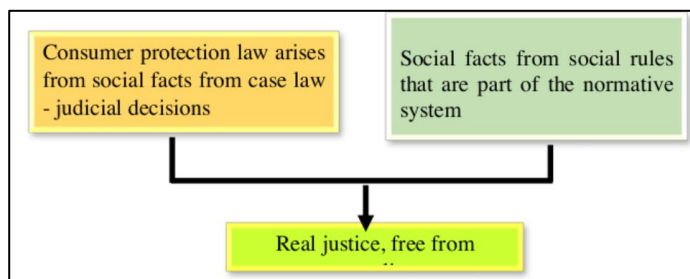 Consumer protection law arises
from social facts from case law
- judicial decisions
Social facts from social rules
that are part of the normative
system
Real justice, free from